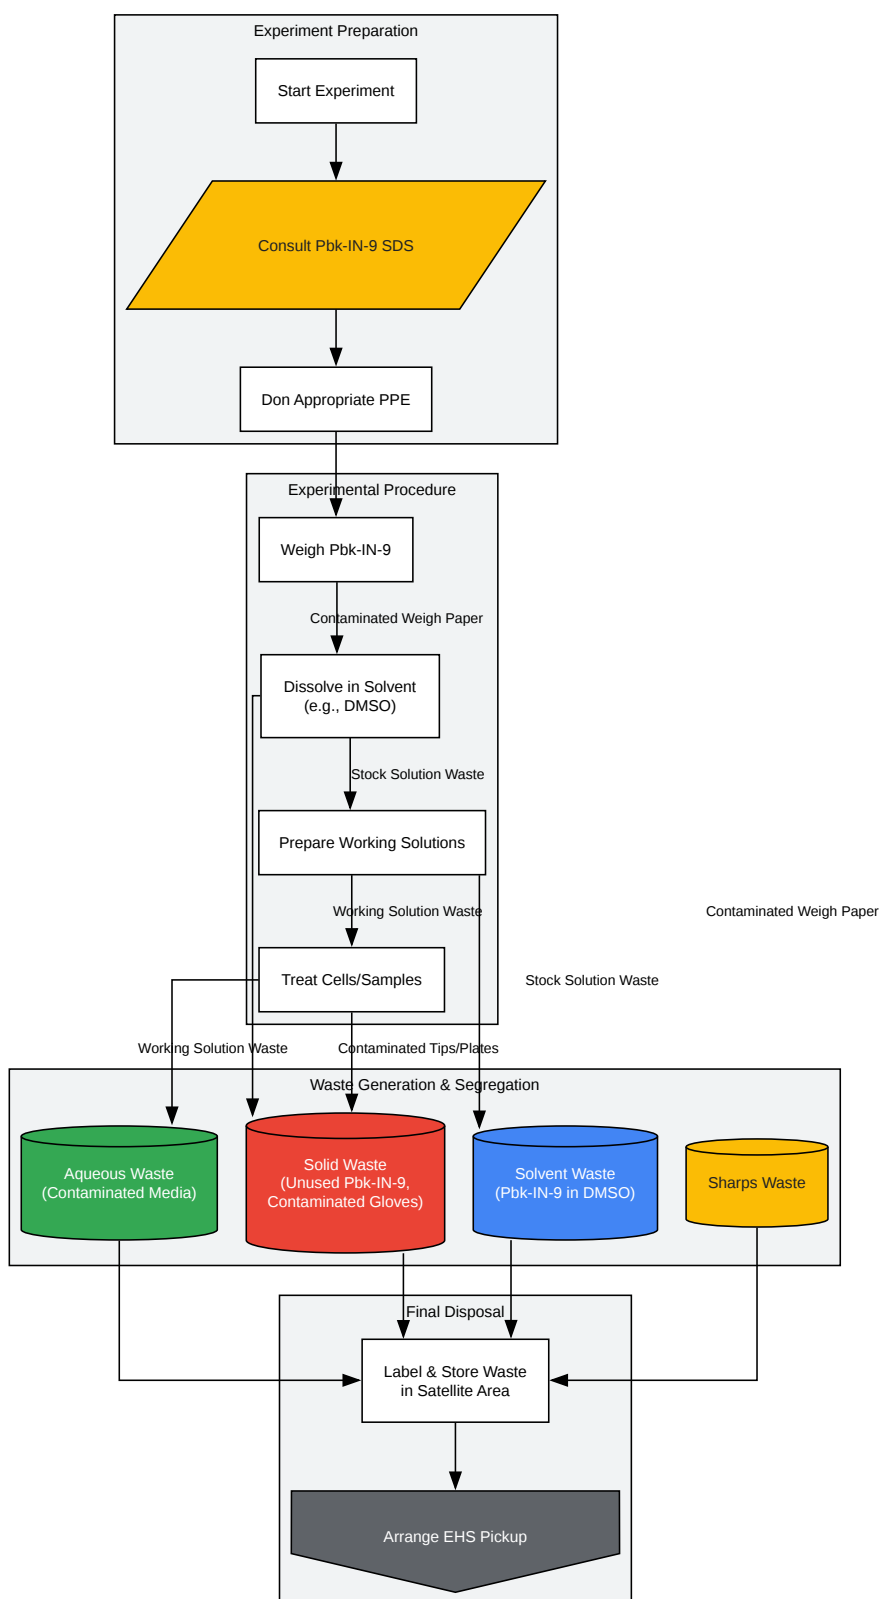 Experiment Preparation
Start Experiment
Consult Pbk-IN-9 SDS
Don Appropriate PPE
Experimental Procedure
Weigh Pbk-IN-9
Contaminated Weigh Paper
Dissolve in Solvent
(e.g., DMSO)
Stock Solution Waste
Prepare Working Solutions
Working Solution Waste
Contaminated Weigh Paper
Treat Cells/Samples
Stock Solution Waste
Working Solution Waste
Contaminated Tips/Plates
Waste Generation & Segregation
Aqueous Waste
(Contaminated Media)
Solid Waste
(Unused Pbk-IN-9,
Contaminated Gloves)
Solvent Waste
(Pbk-IN-9 in DMSO)
Sharps Waste
Final Disposal
Label & Store Waste
in Satellite Area
Arrange EHS Pickup